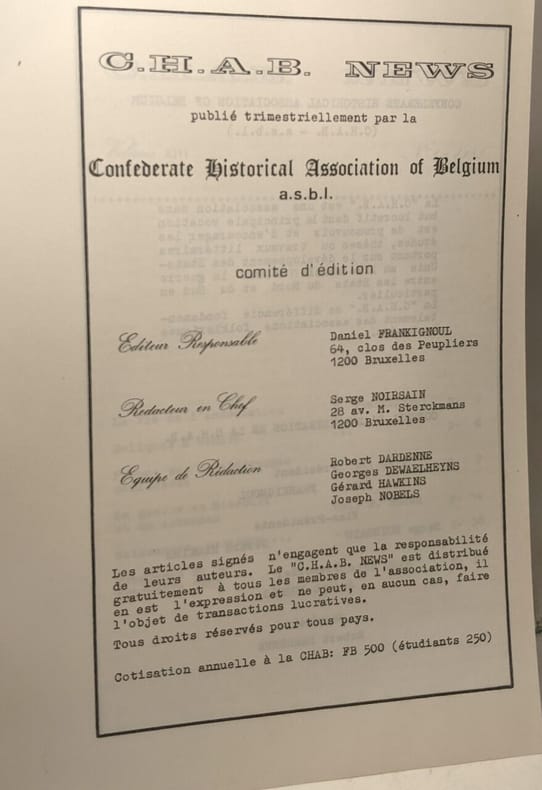 C.H.A.B. NEWS
publié trimestriellement par la
Confederate Historical Association of Belgium
a.s.b.l.
comité d'édition
Editeur Responsable
Daniel FRANKIGNOUL
64, clos des Peupliers
1200 Bruxelles
Rédacteur en Chef
Serge NOIRSAIN
28 av. M. Sterckmans
1200 Bruxelles
Equipe de Rédaction
Robert DARDENNE
Georges DEWAELHEYNS
Gérard HAWKINS
Joseph NOBELS
Les articles signés n'engagent que la responsabilité
de leurs auteurs. Le "C.H.A.B. NEWS" est distribué
gratuitement à tous les membres de l'association, il
en est l'expression et ne peut, en aucun cas, faire
l'objet de transactions lucratives.
Tous droits réservés pour tous pays.
Cotisation annuelle à la CHAB: FB 500 (étudiants 250)